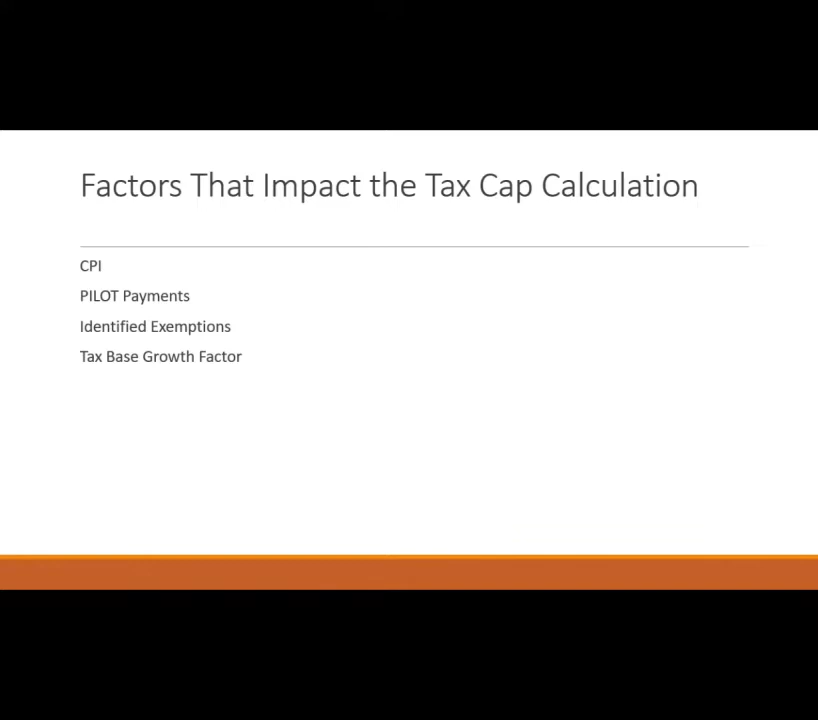 Factors That Impact the Tax Cap Calculation
CPI
PILOT Payments
Identified Exemptions
Tax Base Growth Factor